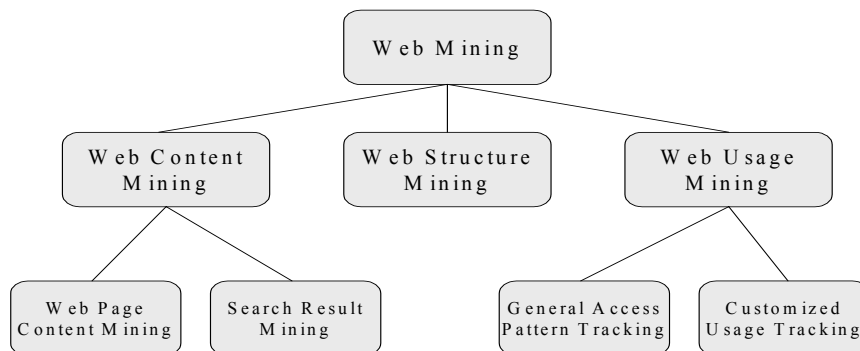 Web Mining
Web Content
Mining
Web Structure
Mining
Web Usage
Mining
Web Page
Content Mining
Search Result
Mining
General Access
Pattern Tracking
Customized
Usage Tracking